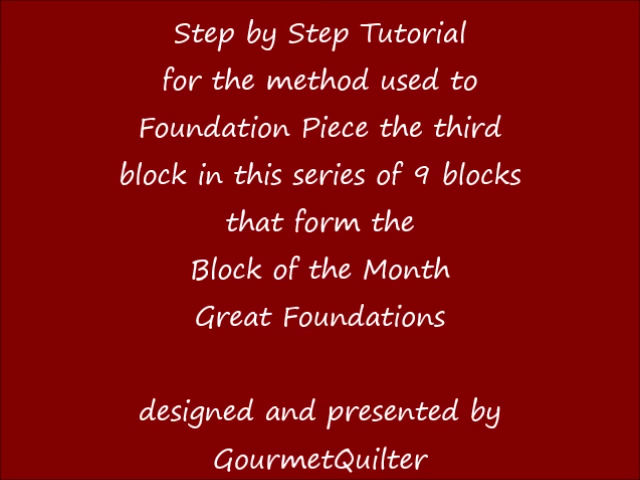 Step by Step Tutorial
for the method used to
Foundation Piece the third
block in this series of 9 blocks
that form the
Block of the Month
Great Foundations
designed and presented by
GourmetQuilter